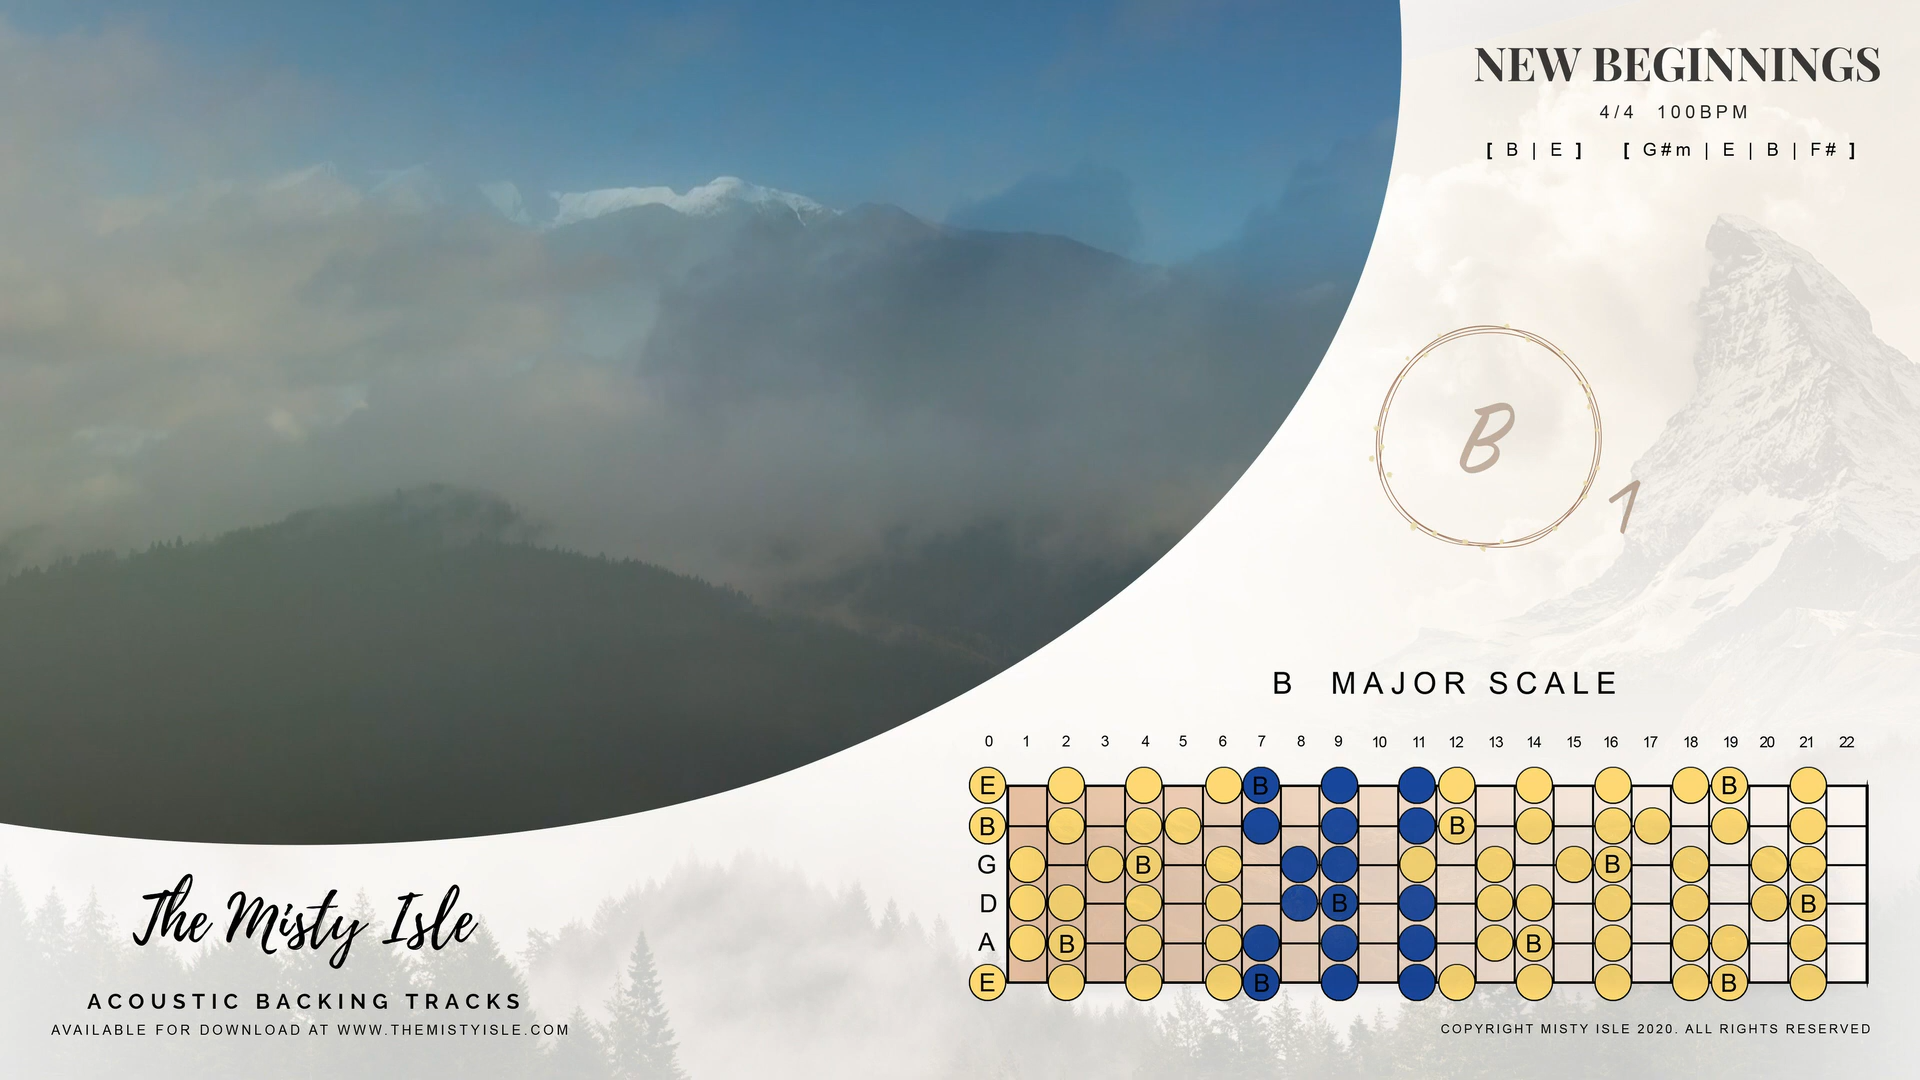 NEW BEGINNINGS
4/4 100BPM
[ B | E ] [ G#m | E | B | F# ]
B
1
B MAJOR SCALE
0 1 2 3 4 5 6 7 8 9 10 11 12 13 14 15 16 17 18 19 20 21 22
E B B
B B
G B B
D B B
A B B
E B B
The Misty Isle
ACOUSTIC BACKING TRACKS
AVAILABLE FOR DOWNLOAD AT WWW.THEMISTYISLE.COM
COPYRIGHT MISTY ISLE 2020. ALL RIGHTS RESERVED